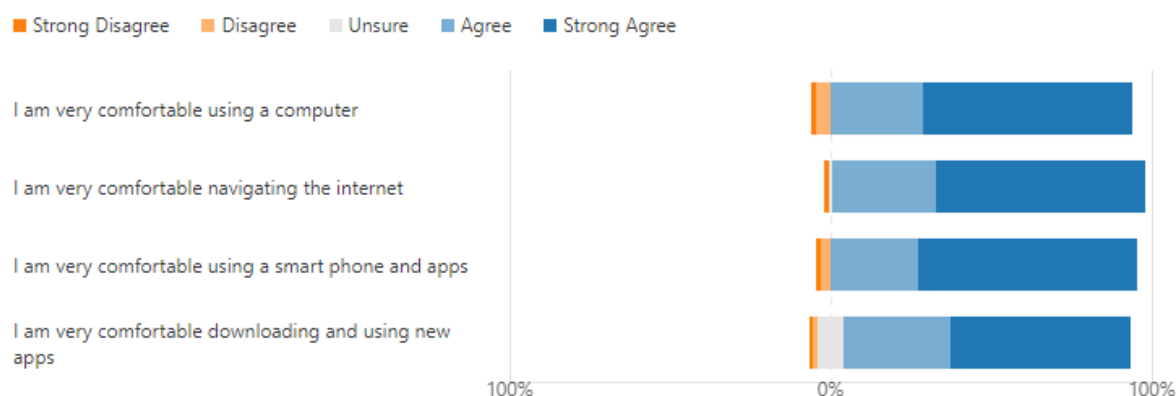 Strong Disagree Disagree Unsure Agree Strong Agree
I am very comfortable using a computer
I am very comfortable navigating the internet
I am very comfortable using a smart phone and apps
I am very comfortable downloading and using new
apps
100% 0% 100%